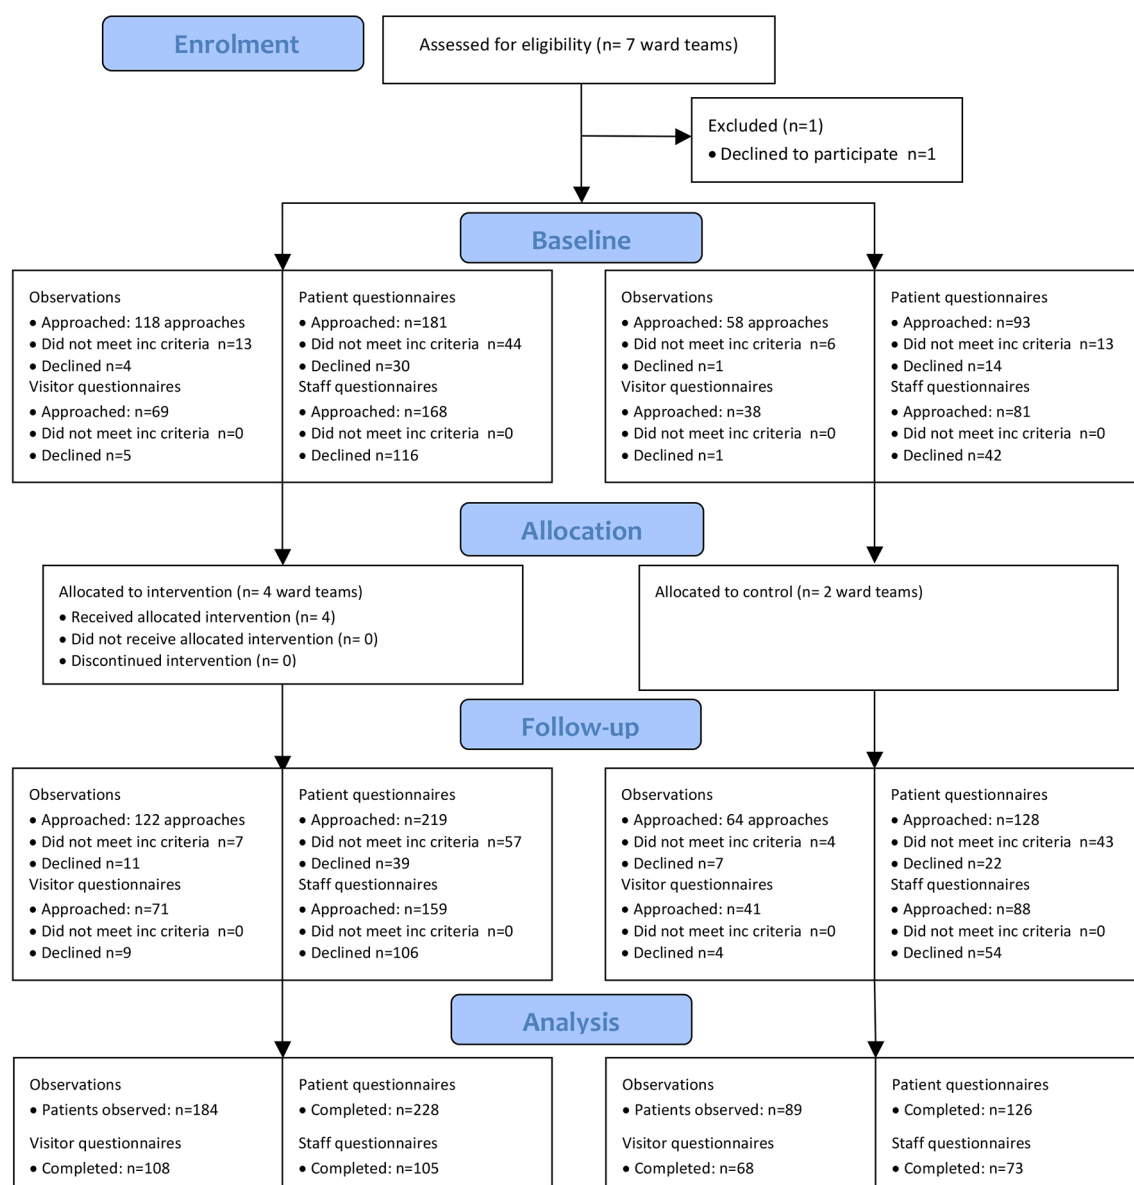 Enrolment
Assessed for eligibility (n= 7 ward teams)
Excluded (n=1)
• Declined to participate n=1
Baseline
Observations
• Approached: 118 approaches
• Did not meet inc criteria n=13
• Declined n=4
Visitor questionnaires
• Approached: n=69
• Did not meet inc criteria n=0
• Declined n=5
Patient questionnaires
• Approached: n=181
• Did not meet inc criteria n=44
• Declined n=30
Staff questionnaires
• Approached: n=168
• Did not meet inc criteria n=0
• Declined n=116
Observations
• Approached: 58 approaches
• Did not meet inc criteria n=6
• Declined n=1
Visitor questionnaires
• Approached: n=38
• Did not meet inc criteria n=0
• Declined n=1
Patient questionnaires
• Approached: n=93
• Did not meet inc criteria n=13
• Declined n=14
Staff questionnaires
• Approached: n=81
• Did not meet inc criteria n=0
• Declined n=42
Allocation
Allocated to intervention (n= 4 ward teams)
• Received allocated intervention (n= 4)
• Did not receive allocated intervention (n= 0)
• Discontinued intervention (n= 0)
Allocated to control (n= 2 ward teams)
Follow-up
Observations
• Approached: 122 approaches
• Did not meet inc criteria n=7
• Declined n=11
Visitor questionnaires
• Approached: n=71
• Did not meet inc criteria n=0
• Declined n=9
Patient questionnaires
• Approached: n=219
• Did not meet inc criteria n=57
• Declined n=39
Staff questionnaires
• Approached: n=159
• Did not meet inc criteria n=0
• Declined n=106
Observations
• Approached: 64 approaches
• Did not meet inc criteria n=4
• Declined n=7
Visitor questionnaires
• Approached: n=41
• Did not meet inc criteria n=0
• Declined n=4
Patient questionnaires
• Approached: n=128
• Did not meet inc criteria n=43
• Declined n=22
Staff questionnaires
• Approached: n=88
• Did not meet inc criteria n=0
• Declined n=54
Analysis
Observations
• Patients observed: n=184
Visitor questionnaires
• Completed: n=108
Patient questionnaires
• Completed: n=228
Staff questionnaires
• Completed: n=105
Observations
• Patients observed: n=89
Visitor questionnaires
• Completed: n=68
Patient questionnaires
• Completed: n=126
Staff questionnaires
• Completed: n=73